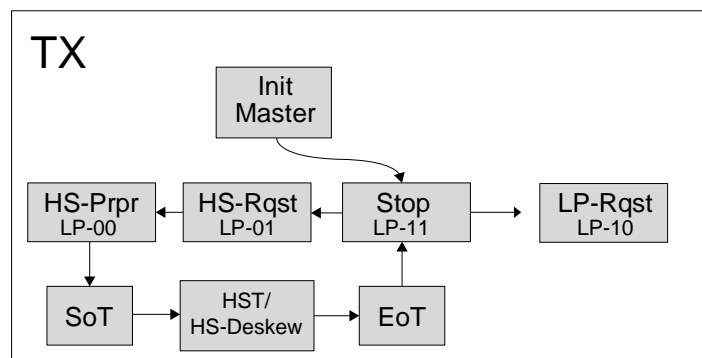 TX
Init
Master
HS-Prpr
LP-00
HS-Rqst
LP-01
Stop
LP-11
LP-Rqst
LP-10
SoT
HST/
HS-Deskew
EoT